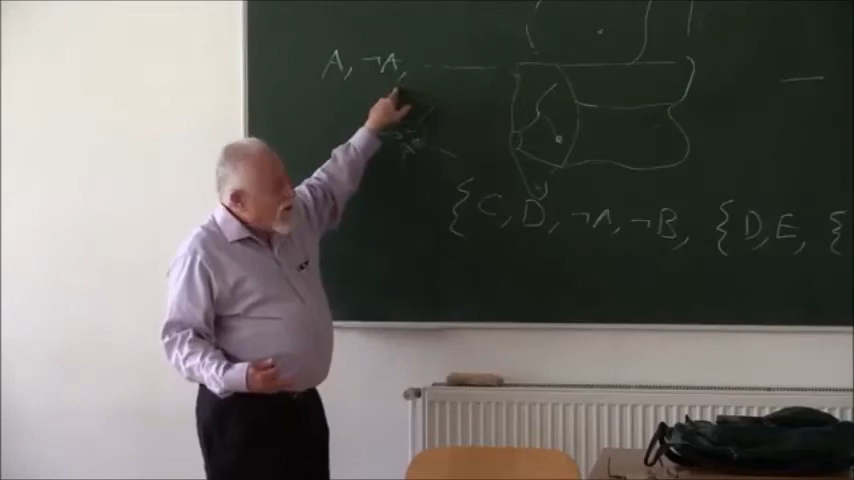 A, ¬A,
{C, D, ¬A, ¬B, {D, E, {